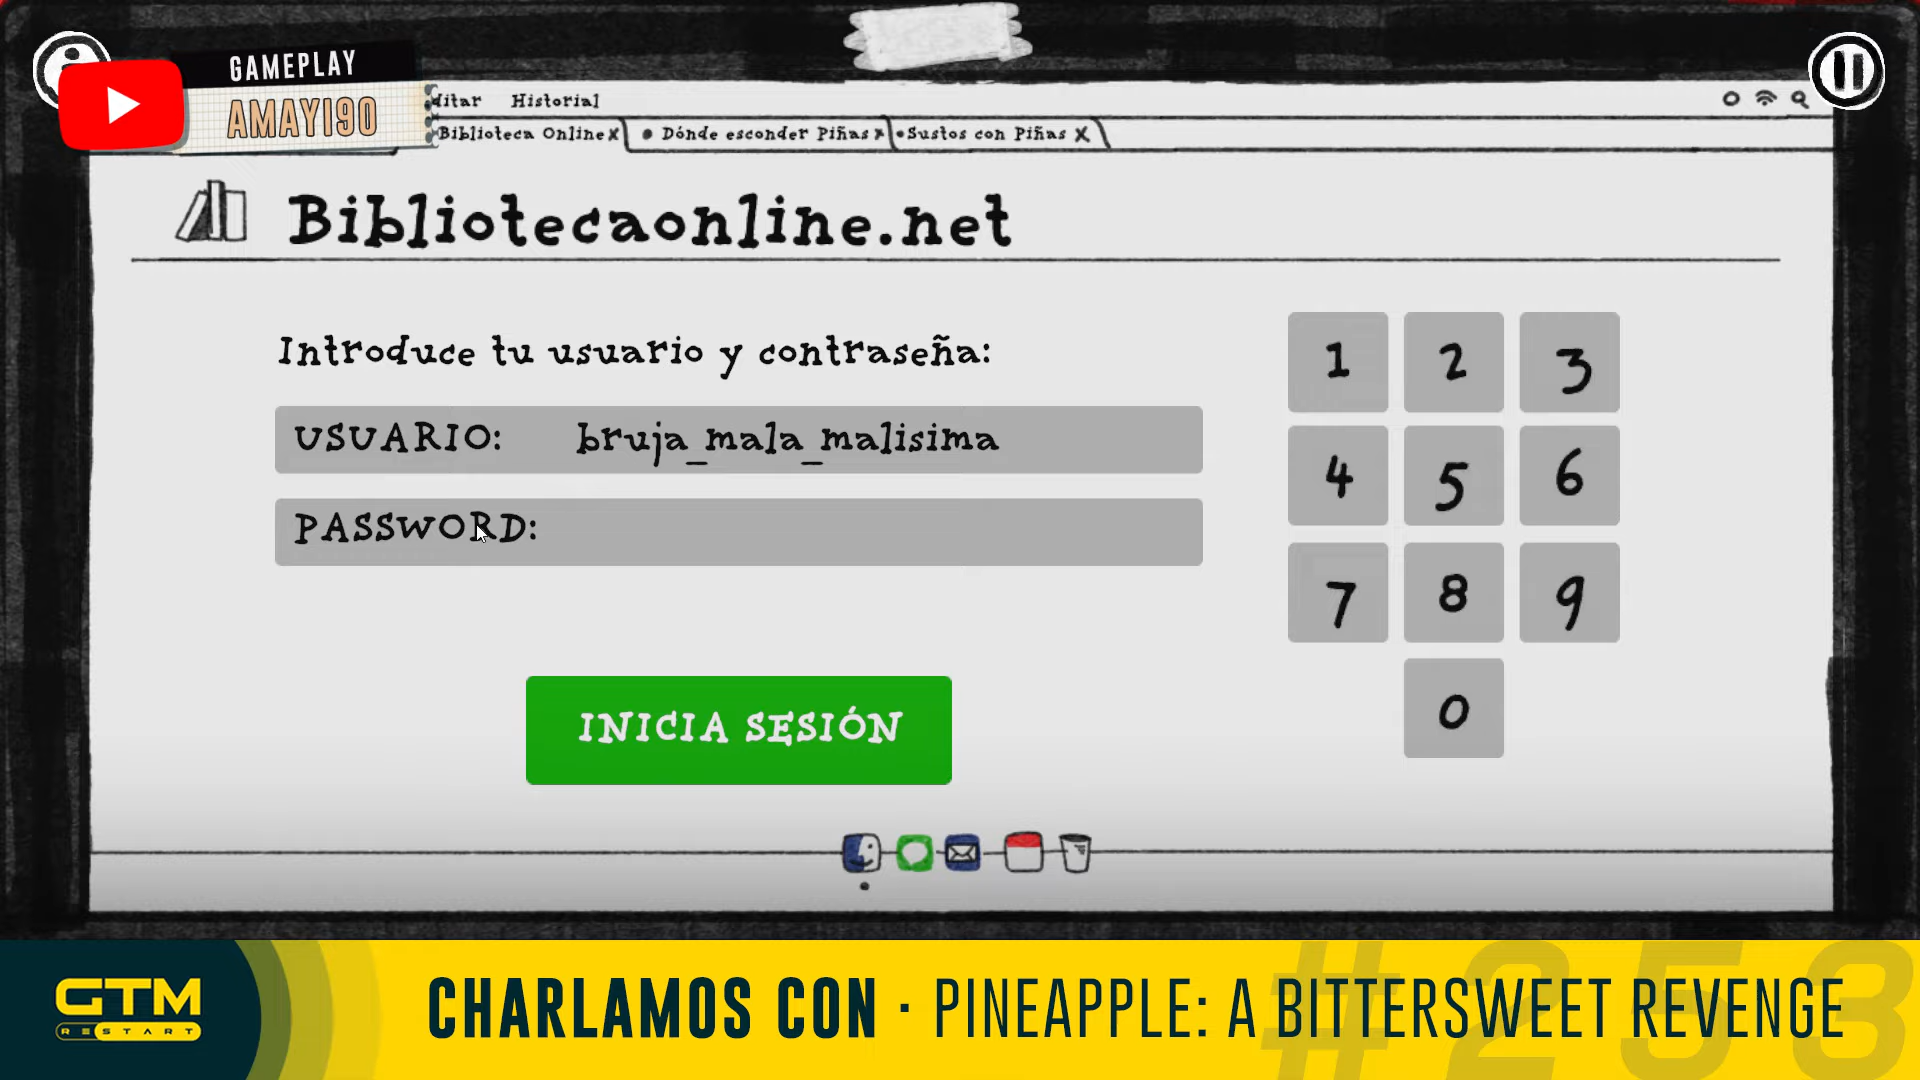 GAMEPLAY
AMAYI90
ditar Historial
Biblioteca Online x Dónde esconder Piñas x Sustos con Piñas X
Bibliotecaonline.net
Introduce tu usuario y contraseña:
USUARIO: bruja_mala_malisima
PASSWORD:
INICIA SESIÓN
1 2 3
4 5 6
7 8 9
0
GTM
RESTART
CHARLAMOS CON · PINEAPPLE: A BITTERSWEET REVENGE
#253